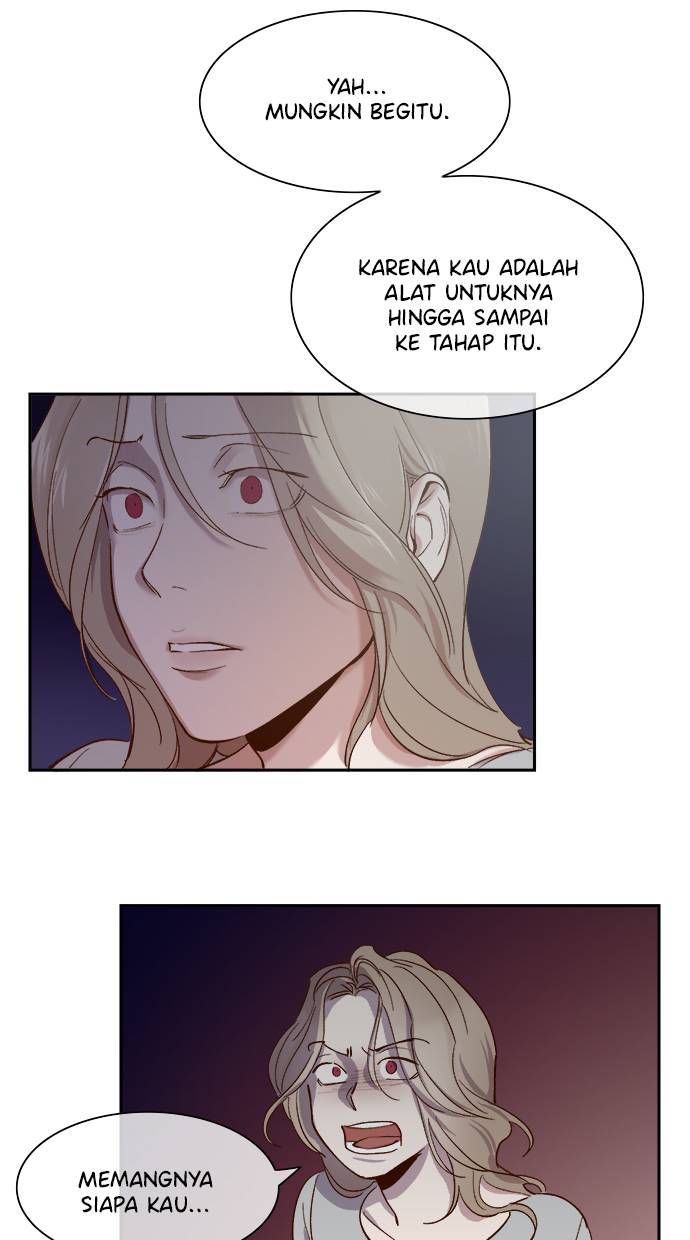 YAH...
MUNGKIN BEGITU.
KARENA KAU ADALAH
ALAT UNTUKNYA
HINGGA SAMPAI
KE TAHAP ITU.
MEMANGNYA
SIAPA KAU...